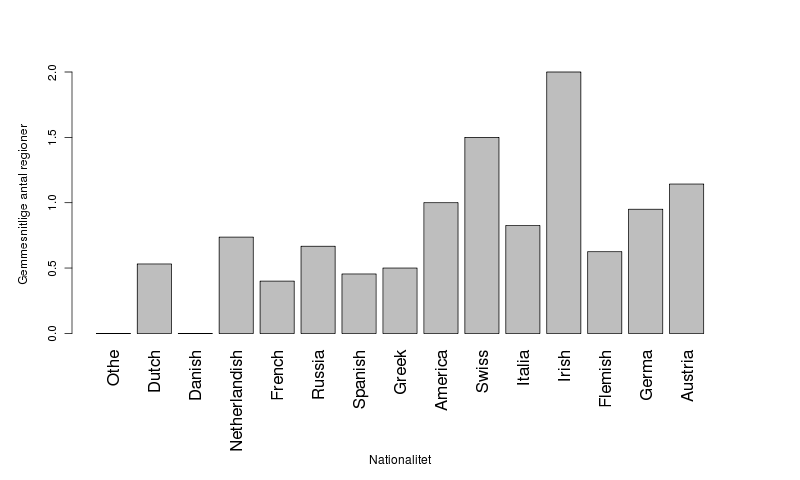 Gemmesnitlige antal regioner
2.0
1.5
1.0
0.5
0.0
Othe
Dutch
Danish
Netherlandish
French
Russia
Spanish
Greek
America
Swiss
Italia
Irish
Flemish
Germa
Austria
Nationalitet